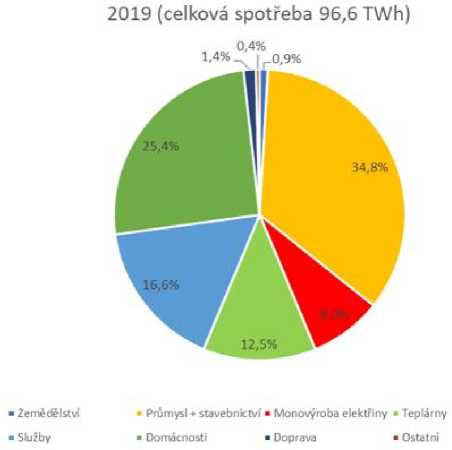 2019 (celková spotřeba 96,6 TWh)
0,4%
1,4%
0,9%
25,4%
34,8%
16,6%
8,0%
12,5%
Zemědělství Průmysl + stavebnictví Monovýroba elektřiny Teplárny
Služby Domácnosti Doprava Ostatní